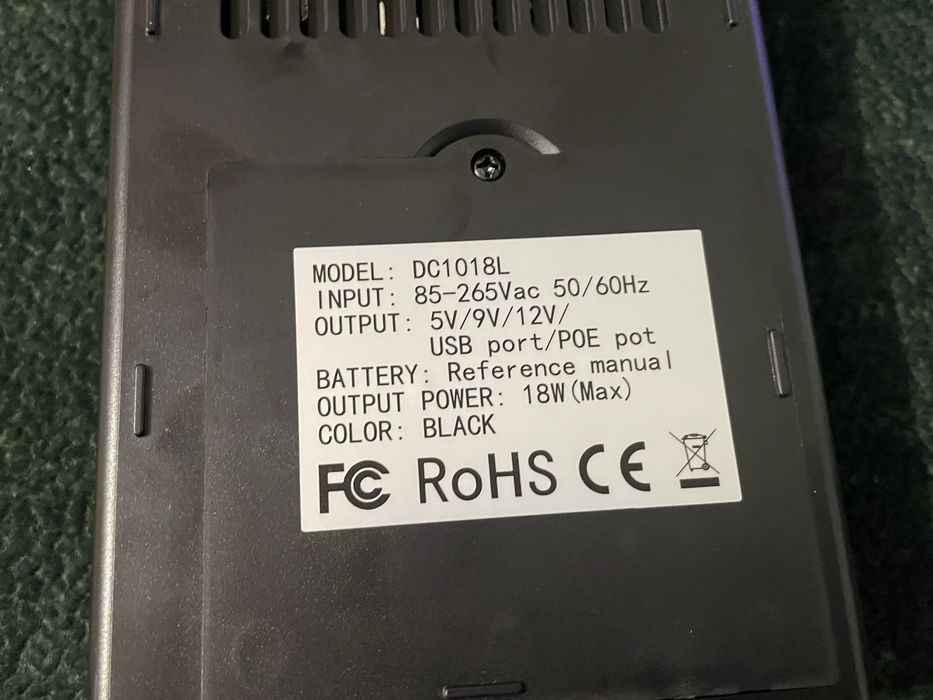 MODEL: DC1018L
INPUT: 85-265Vac 50/60Hz
OUTPUT: 5V/9V/12V/
USB port/POE pot
BATTERY: Reference manual
OUTPUT POWER: 18W(Max)
COLOR: BLACK
FC RoHS CE